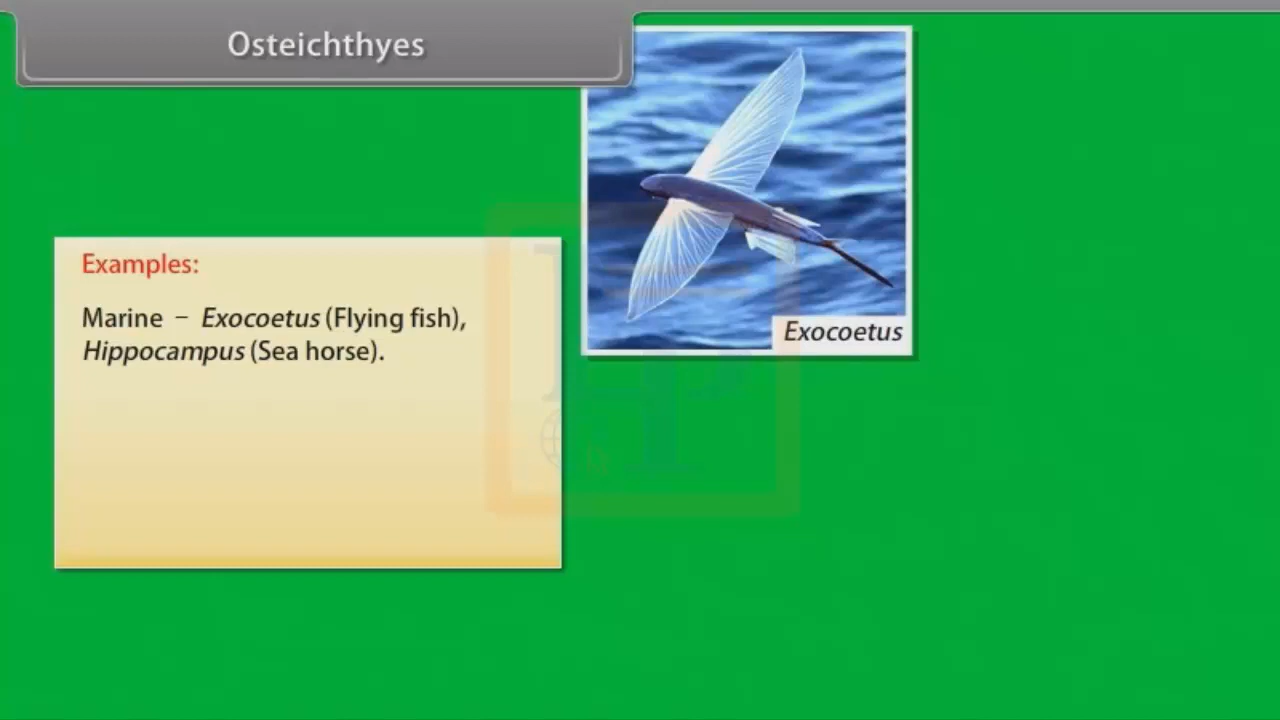 Osteichthyes
Examples:
Marine – Exocoetus (Flying fish),
Hippocampus (Sea horse).
Exocoetus